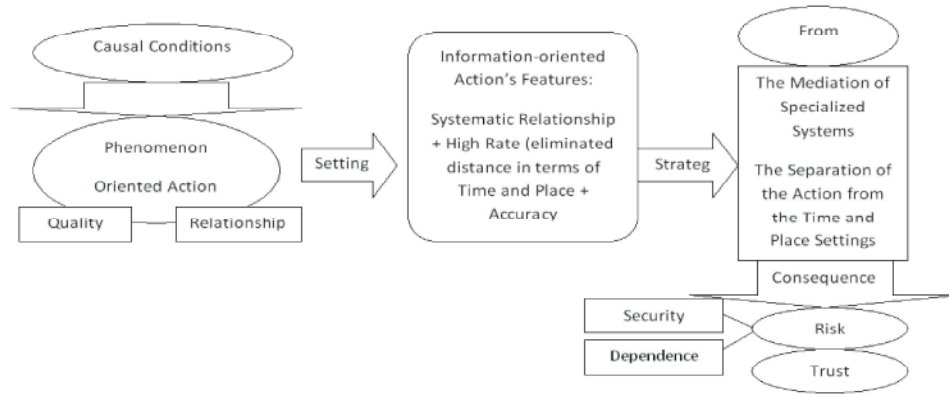 Causal Conditions
Phenomenon
Oriented Action
Quality
Relationship
Setting
Information-oriented
Action's Features:
Systematic Relationship
+ High Rate (eliminated
distance in terms of
Time and Place +
Accuracy
Strateg
From
The Mediation of
Specialized
Systems
The Separation of
the Action from
the Time and
Place Settings
Consequence
Security
Dependence
Risk
Trust